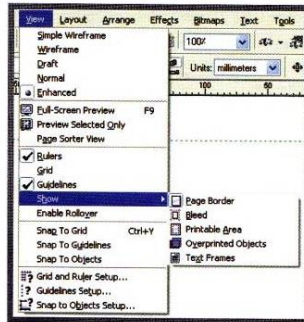 View Layout Arrange Effects Bitmaps Text Tools
Simple Wireframe
Wireframe
Draft
Normal
Enhanced
100%
Units: millimeters
50 100
Full-Screen Preview F9
Preview Selected Only
Page Sorter View
Rulers
Grid
Guidelines
Show
Enable Rollover
Page Border
Bleed
Printable Area
Overprinted Objects
Text Frames
Snap To Grid Ctrl+Y
Snap To Guidelines
Snap To Objects
Grid and Ruler Setup...
Guidelines Setup...
Snap to Objects Setup...